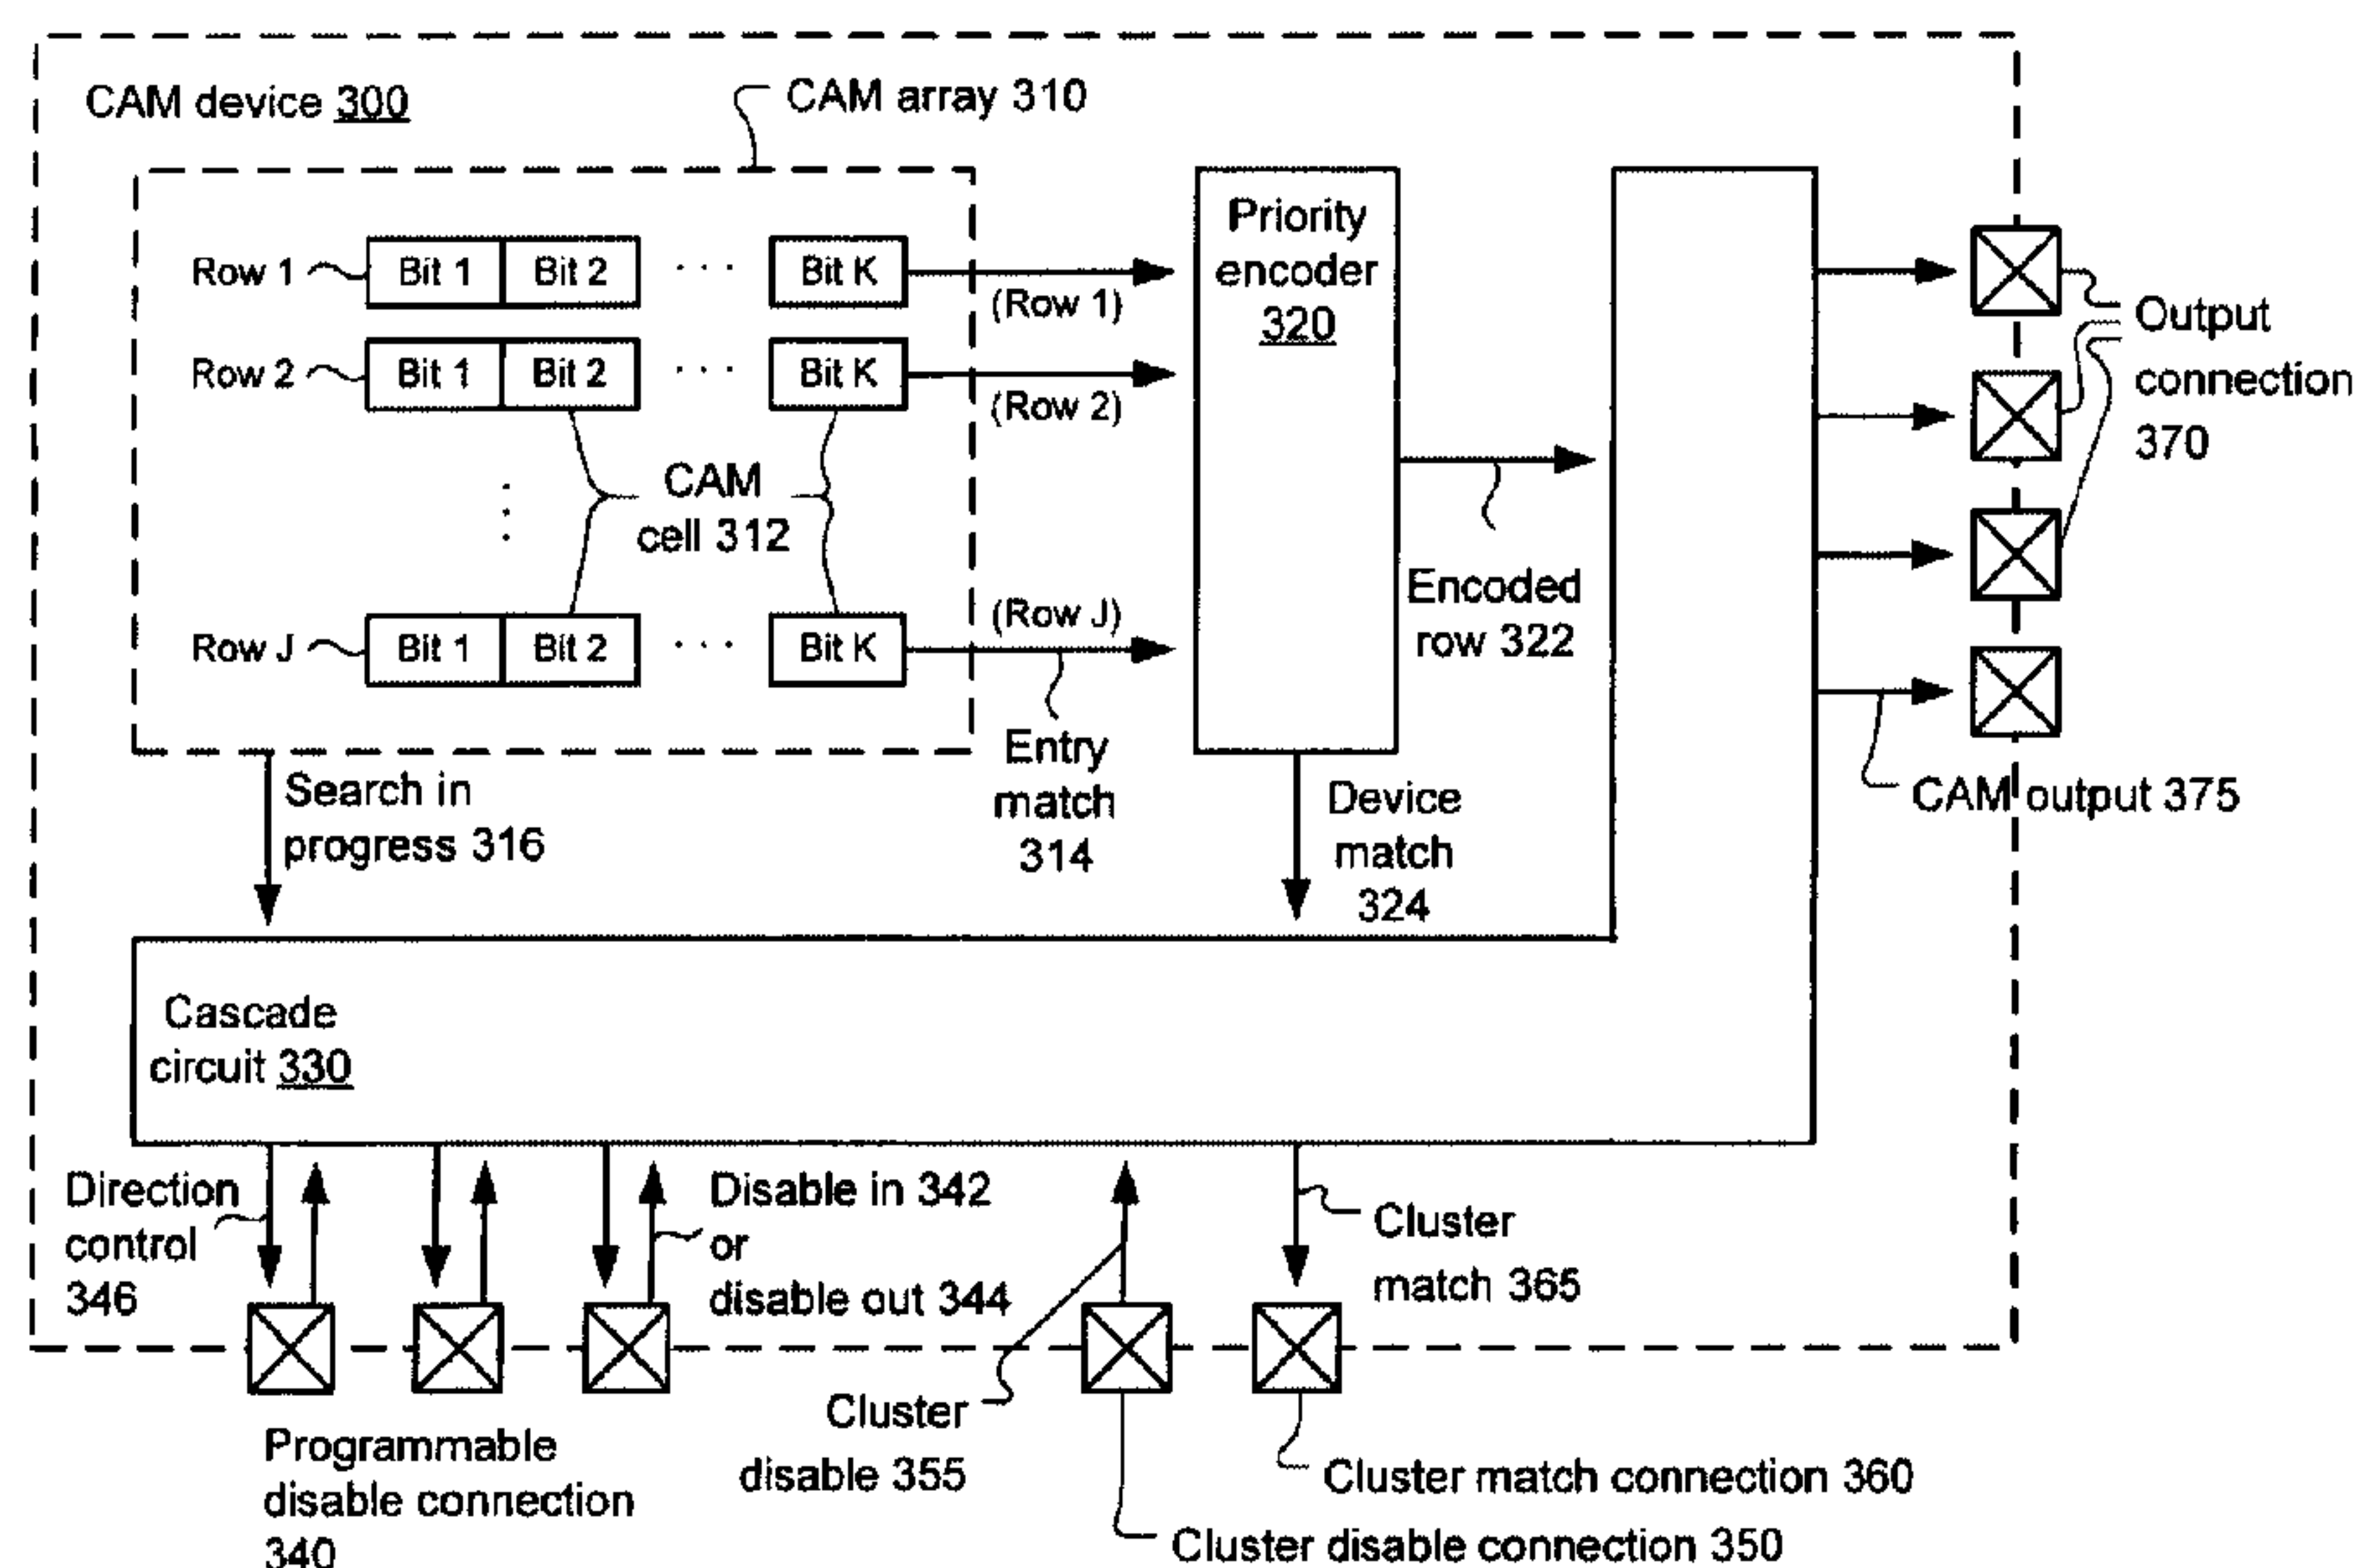 CAM device 300
CAM array 310
Row 1
Bit 1
Bit 2
. . .
Bit K
(Row 1)
Row 2
Bit 1
Bit 2
. . .
Bit K
(Row 2)
CAM
cell 312
Row J
Bit 1
Bit 2
. . .
Bit K
(Row J)
Priority
encoder
320
Encoded
row 322
Output
connection
370
CAM output 375
Search in
progress 316
Entry
match
314
Device
match
324
Cascade
circuit 330
Direction
control
346
Disable in 342
or
disable out 344
Cluster
match 365
Programmable
disable connection
340
Cluster
disable 355
Cluster match connection 360
Cluster disable connection 350